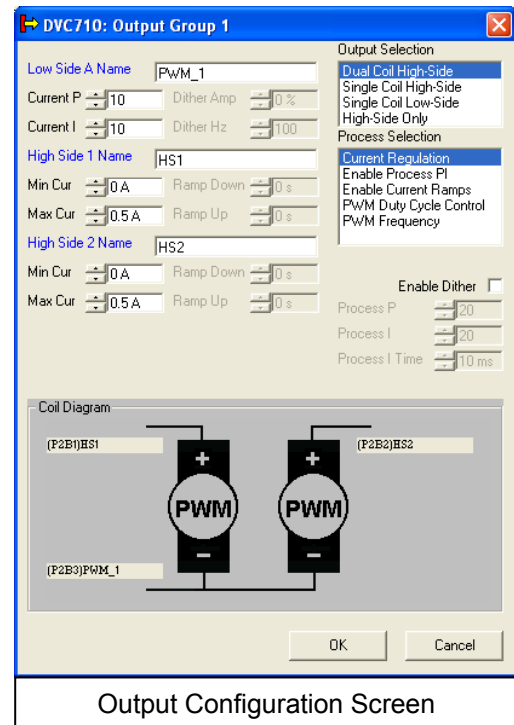 DVC710: Output Group 1
Output Selection
Low Side A Name PWM_1
Dual Coil High-Side
Single Coil High-Side
Single Coil Low-Side
High-Side Only
Current P 10 Dither Amp 0 %
Current I 10 Dither Hz 100
Process Selection
High Side 1 Name HS1
Current Regulation
Enable Process PI
Enable Current Ramps
PWM Duty Cycle Control
PWM Frequency
Min Cur 0 A Ramp Down 0 s
Max Cur 0.5 A Ramp Up 0 s
High Side 2 Name HS2
Min Cur 0 A Ramp Down 0 s
Max Cur 0.5 A Ramp Up 0 s
Enable Dither
Process P 20
Process I 20
Process I Time 10 ms
Coil Diagram
(P2B1)HS1
(P2B2)HS2
+ +
PWM PWM
– –
(P2B3)PWM_1
OK Cancel
Output Configuration Screen